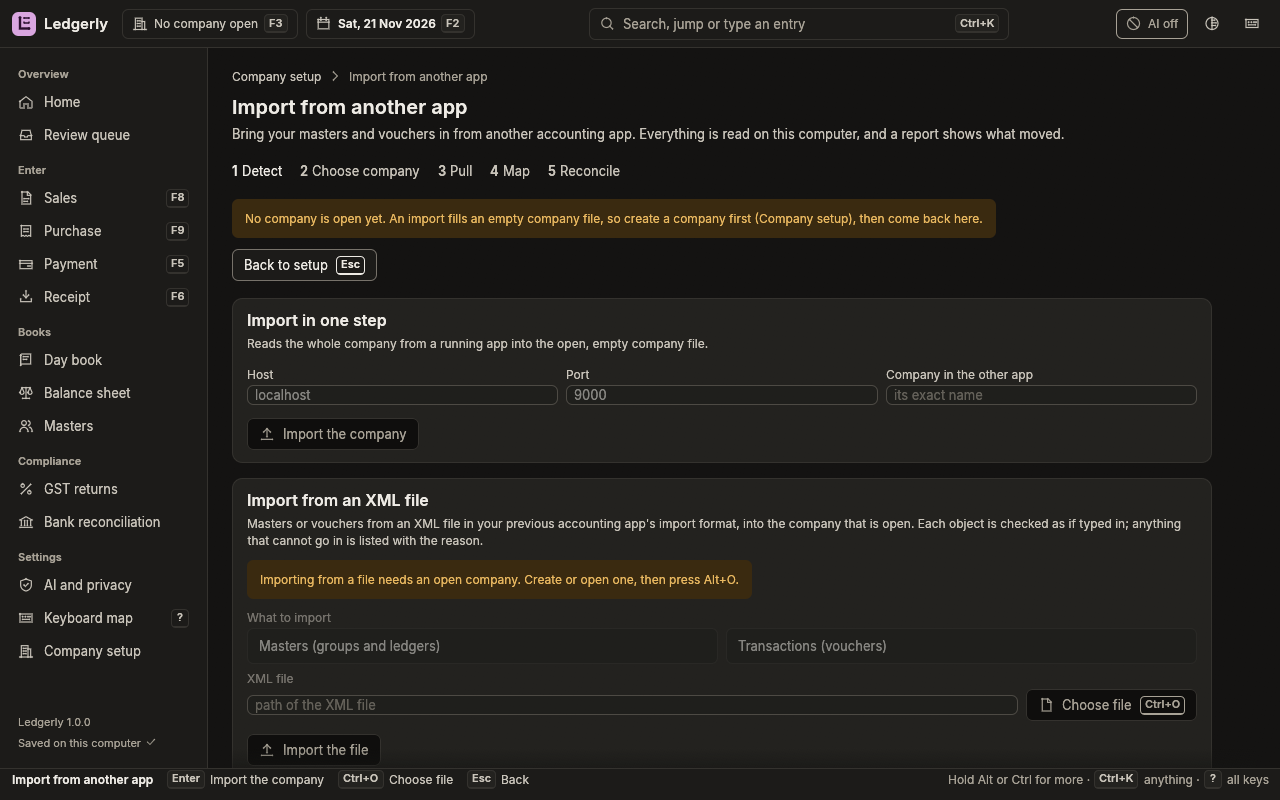 Ledgerly
No company open F3
Sat, 21 Nov 2026 F2
Search, jump or type an entry Ctrl+K
AI off
Overview
Home
Review queue
Enter
Sales F8
Purchase F9
Payment F5
Receipt F6
Books
Day book
Balance sheet
Masters
Compliance
GST returns
Bank reconciliation
Settings
AI and privacy
Keyboard map ?
Company setup
Ledgerly 1.0.0
Saved on this computer
Company setup Import from another app
Import from another app
Bring your masters and vouchers in from another accounting app. Everything is read on this computer, and a report shows what moved.
1 Detect 2 Choose company 3 Pull 4 Map 5 Reconcile
No company is open yet. An import fills an empty company file, so create a company first (Company setup), then come back here.
Back to setup Esc
Import in one step
Reads the whole company from a running app into the open, empty company file.
Host Port Company in the other app
localhost 9000 its exact name
Import the company
Import from an XML file
Masters or vouchers from an XML file in your previous accounting app's import format, into the company that is open. Each object is checked as if typed in; anything
that cannot go in is listed with the reason.
Importing from a file needs an open company. Create or open one, then press Alt+O.
What to import
Masters (groups and ledgers) Transactions (vouchers)
XML file
path of the XML file Choose file Ctrl+O
Import the file
Import from another app Enter Import the company Ctrl+O Choose file Esc Back Hold Alt or Ctrl for more · Ctrl+K anything · ? all keys